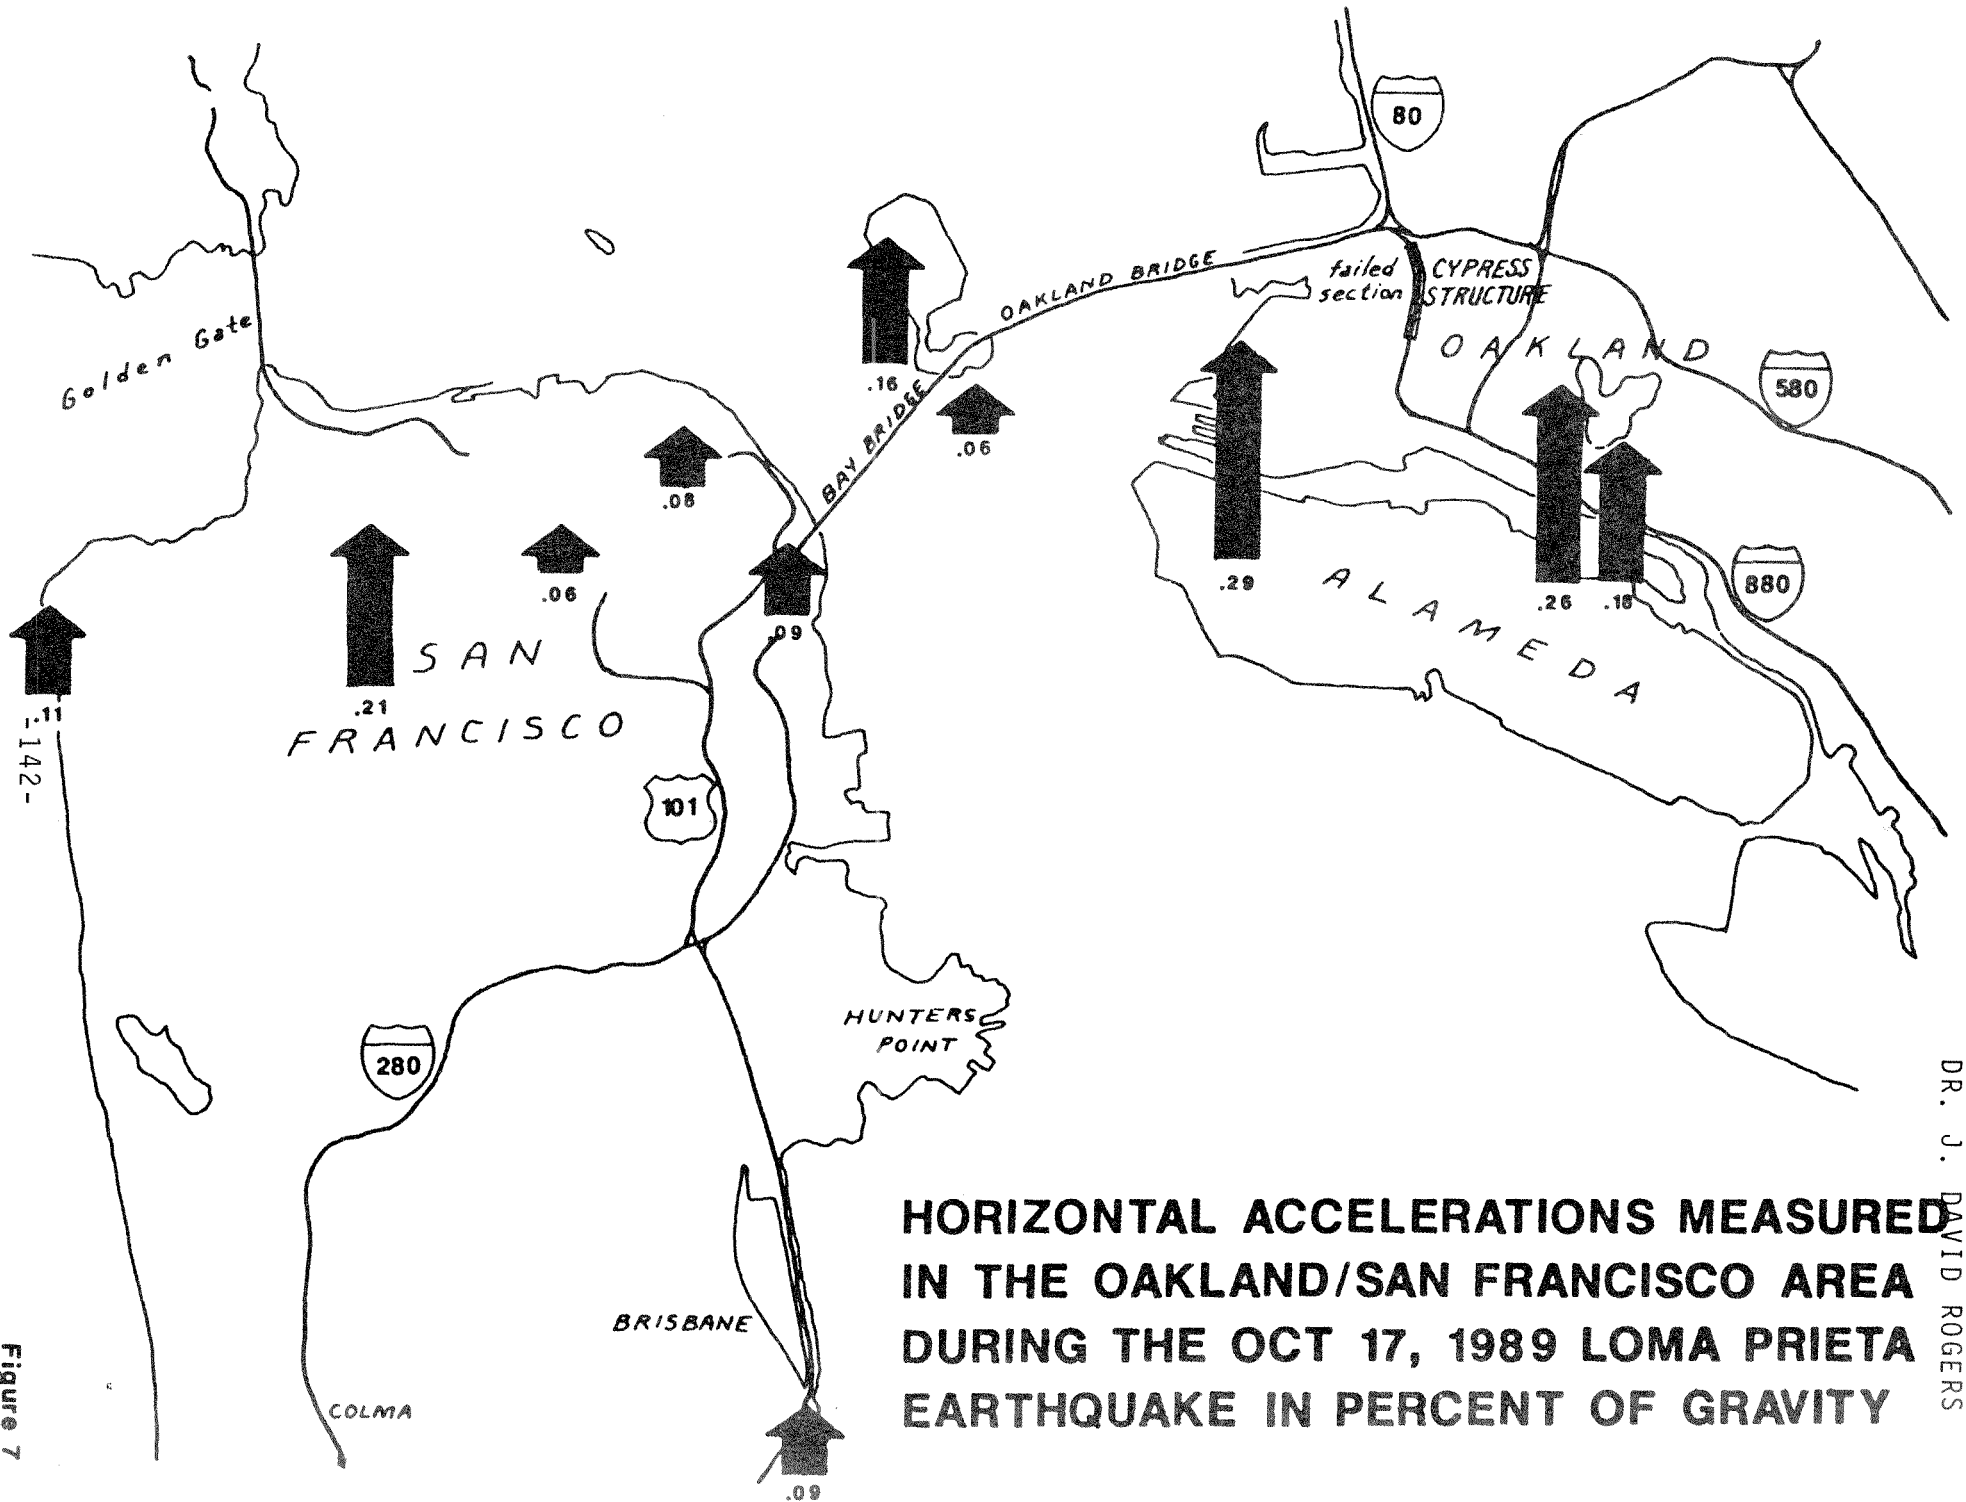 80
Golden Gate
OAKLAND BRIDGE
failed
section
CYPRESS
STRUCTURE
OAKLAND
580
.16
BAY BRIDGE
.06
.08
.06
.09
.29
.26
ALAMEDA
880
SAN
FRANCISCO
.21
.11
-142-
101
HUNTERS
POINT
280
BRISBANE
COLMA
.09
HORIZONTAL ACCELERATIONS MEASURED
IN THE OAKLAND/SAN FRANCISCO AREA
DURING THE OCT 17, 1989 LOMA PRIETA
EARTHQUAKE IN PERCENT OF GRAVITY
DR. J. DAVID ROGERS
Figure 7